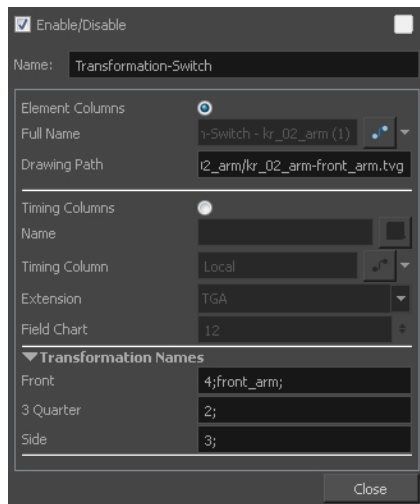 Enable/Disable
Name: Transformation-Switch
Element Columns
Full Name n-Switch - kr_02_arm (1)
Drawing Path 02_arm/kr_02_arm-front_arm.tvg
Timing Columns
Name
Timing Column Local
Extension TGA
Field Chart 12
Transformation Names
Front 4;front_arm;
3 Quarter 2;
Side 3;
Close